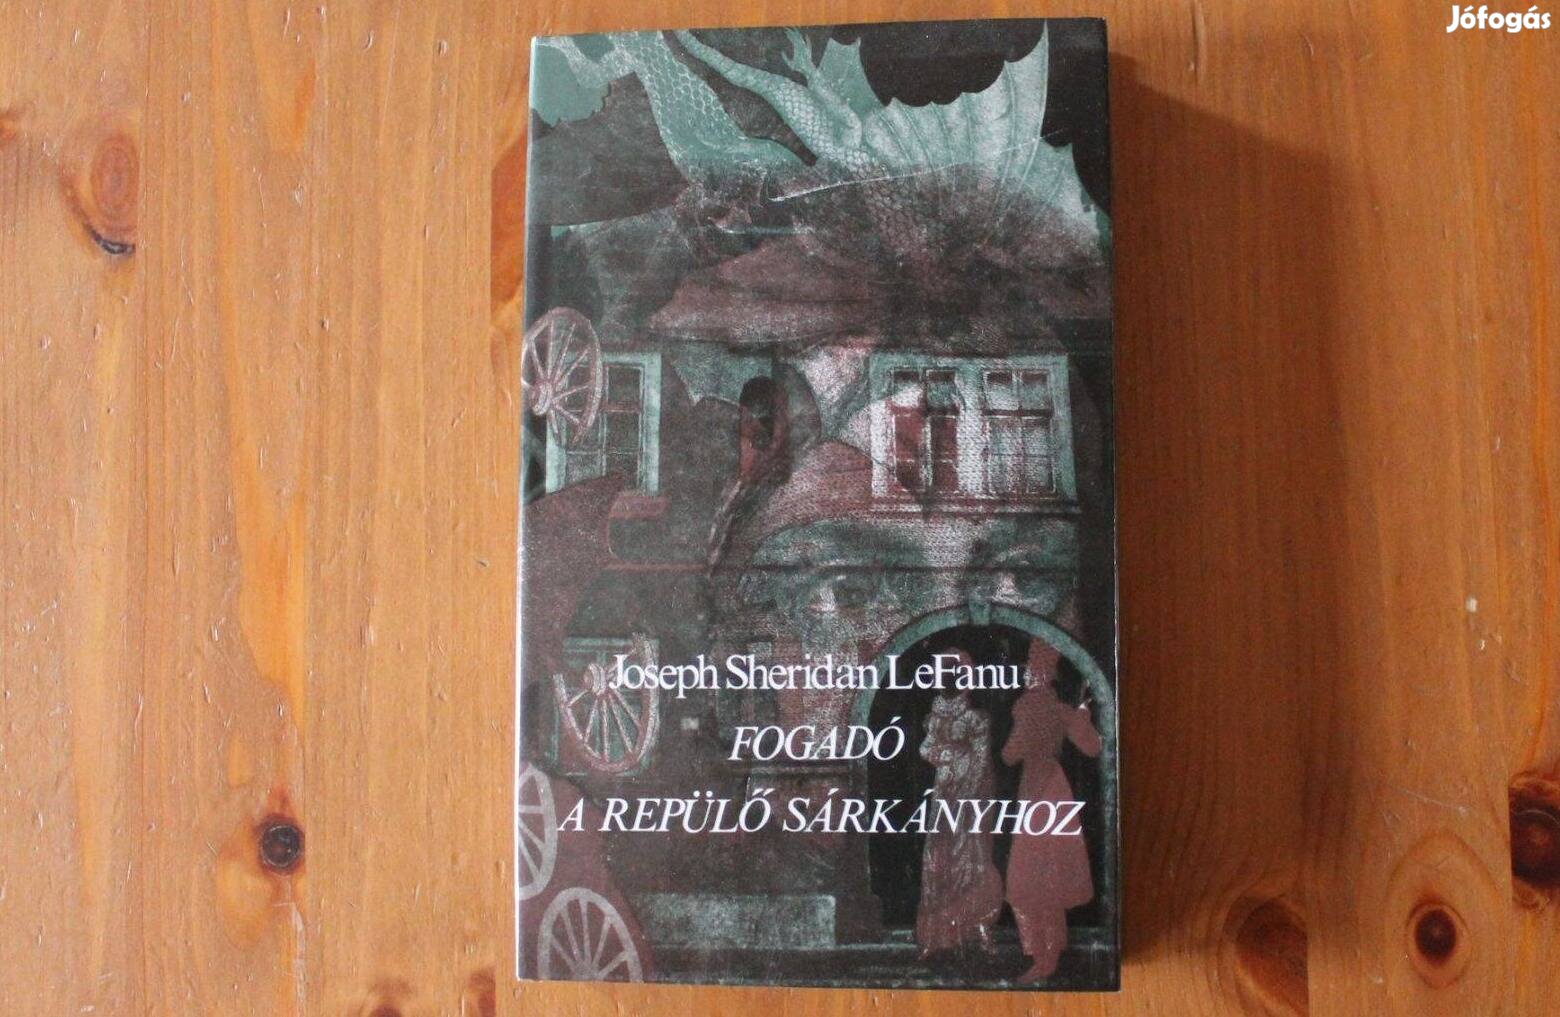 Jófogás
Joseph Sheridan LeFanu
FOGADÓ
A REPÜLŐ SÁRKÁNYHOZ